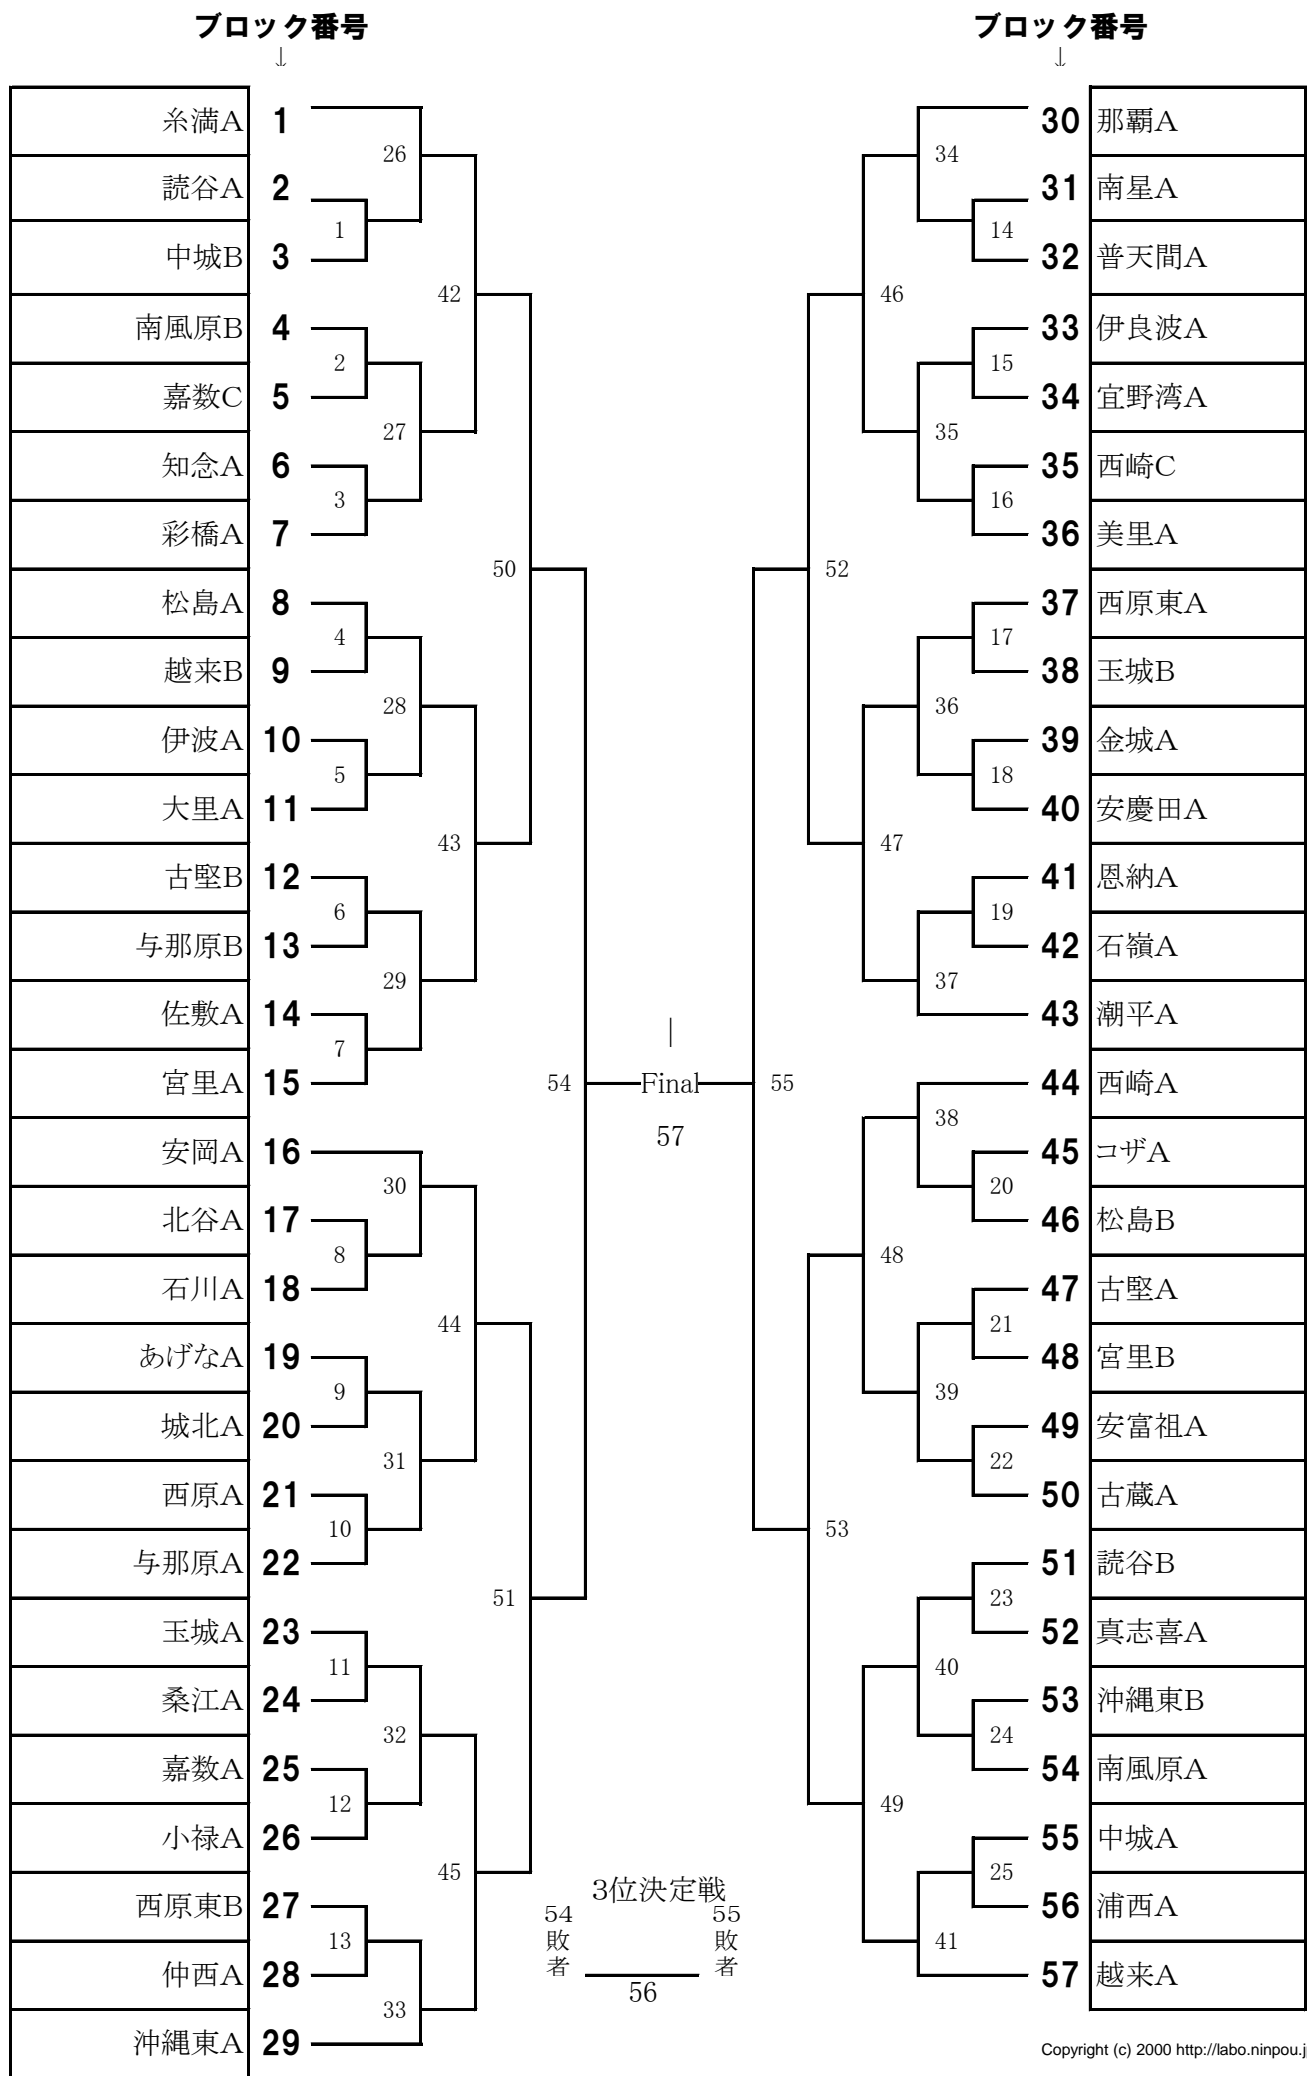 ブロック番号
↓
糸満A 1
読谷A 2
中城B 3
南風原B 4
嘉数C 5
知念A 6
彩橋A 7
松島A 8
越来B 9
伊波A 10
大里A 11
古堅B 12
与那原B 13
佐敷A 14
宮里A 15
安岡A 16
北谷A 17
石川A 18
あげなA 19
城北A 20
西原A 21
与那原A 22
玉城A 23
桑江A 24
嘉数A 25
小禄A 26
西原東B 27
仲西A 28
沖縄東A 29
1
2
3
4
5
6
7
8
9
10
11
12
13
26
27
28
29
30
31
32
33
42
43
44
45
50
51
54
Final
57
3位決定戦
54敗者
55敗者
56
55
52
53
46
47
48
49
34
35
36
37
38
39
40
41
14
15
16
17
18
19
20
21
22
23
24
25
ブロック番号
↓
30 那覇A
31 南星A
32 普天間A
33 伊良波A
34 宜野湾A
35 西崎C
36 美里A
37 西原東A
38 玉城B
39 金城A
40 安慶田A
41 恩納A
42 石嶺A
43 潮平A
44 西崎A
45 コザA
46 松島B
47 古堅A
48 宮里B
49 安富祖A
50 古蔵A
51 読谷B
52 真志喜A
53 沖縄東B
54 南風原A
55 中城A
56 浦西A
57 越来A
Copyright (c) 2000 http://labo.ninpou.j